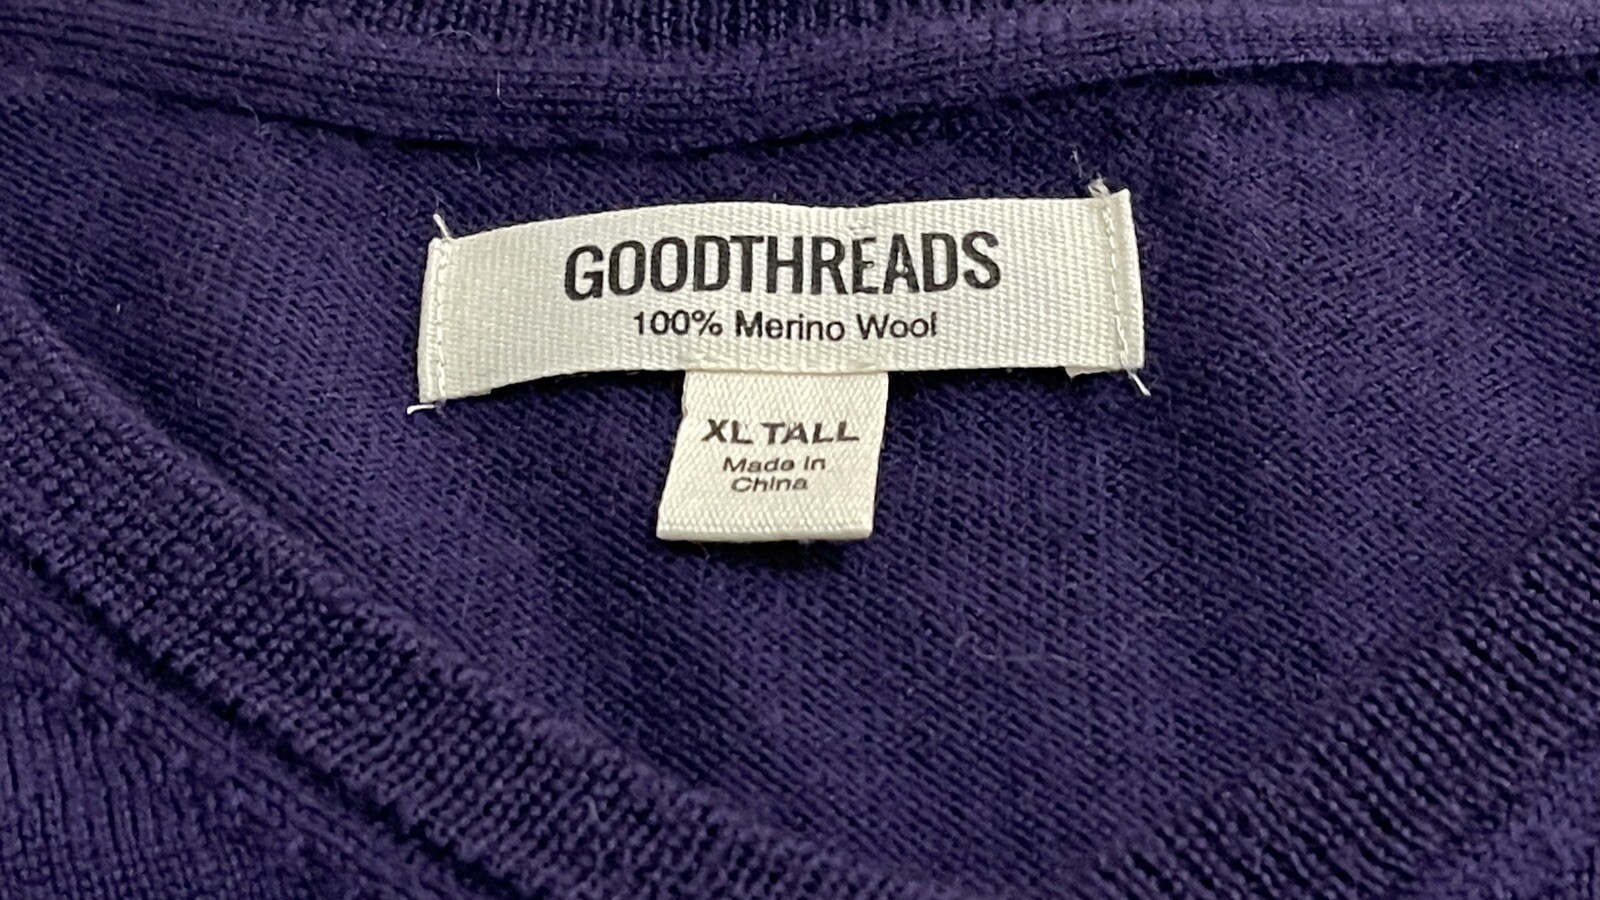 GOODTHREADS
100% Merino Wool
XL TALL
Made in
China